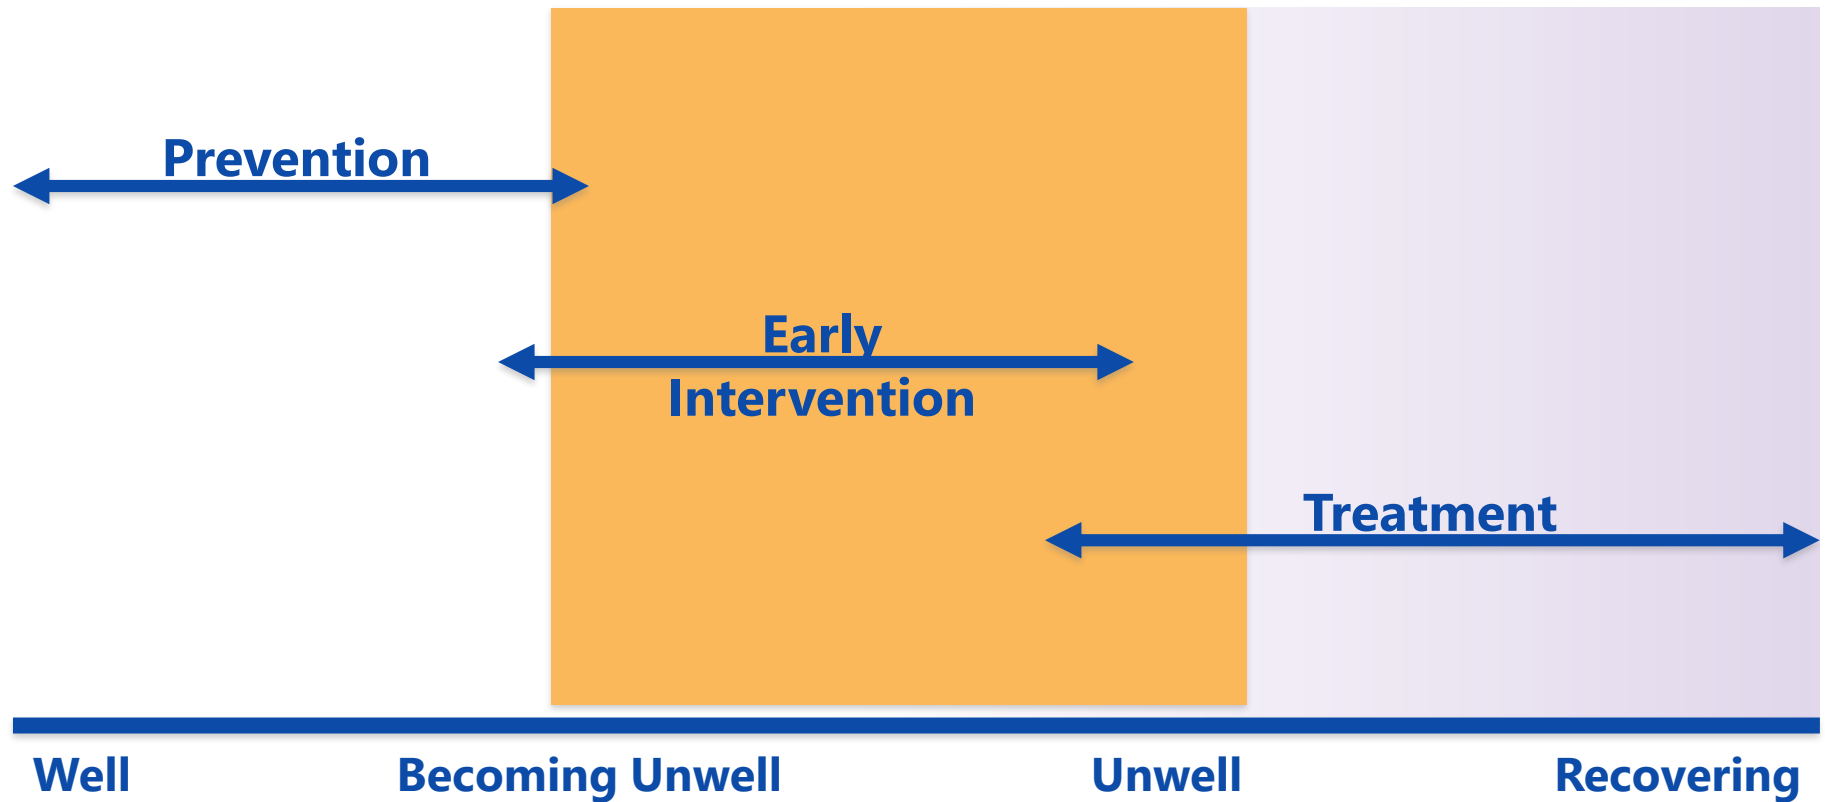 Prevention
Early
Intervention
Treatment
Well
Becoming Unwell
Unwell
Recovering